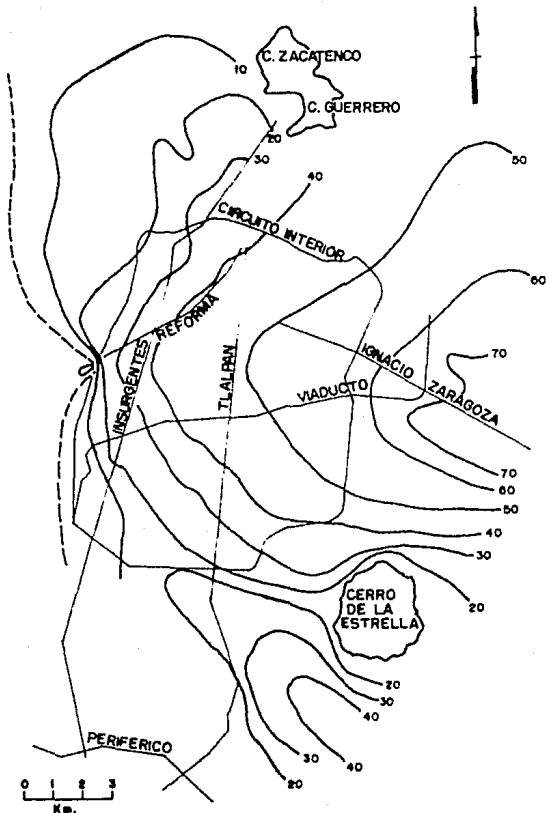 C. ZACATENCO
10
C. GUERRERO
20
30
40
50
CIRCUITO INTERIOR
60
REFORMA
INSURGENTES
TLALPAN
IGNACIO ZARAGOZA
70
VIADUCTO
70
60
50
40
30
20
CERRO
DE LA
ESTRELLA
20
30
40
PERIFERICO
30
40
20
0 1 2 3
Km.